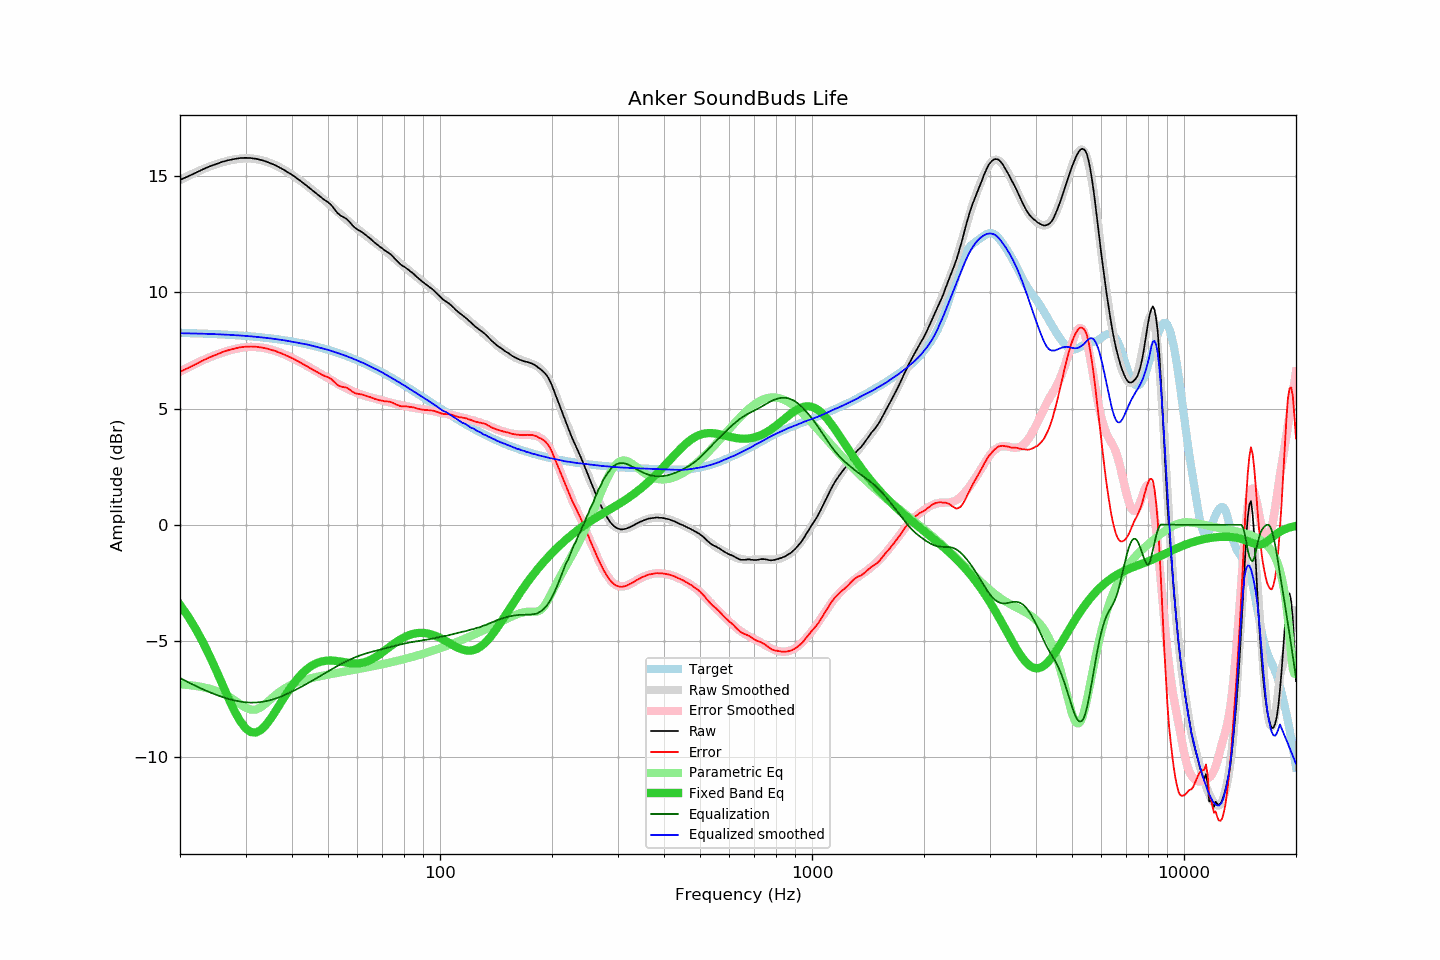 Anker SoundBuds Life
15
10
5
0
−5
−10
Amplitude (dBr)
100
1000
10000
Frequency (Hz)
Target
Raw Smoothed
Error Smoothed
Raw
Error
Parametric Eq
Fixed Band Eq
Equalization
Equalized smoothed